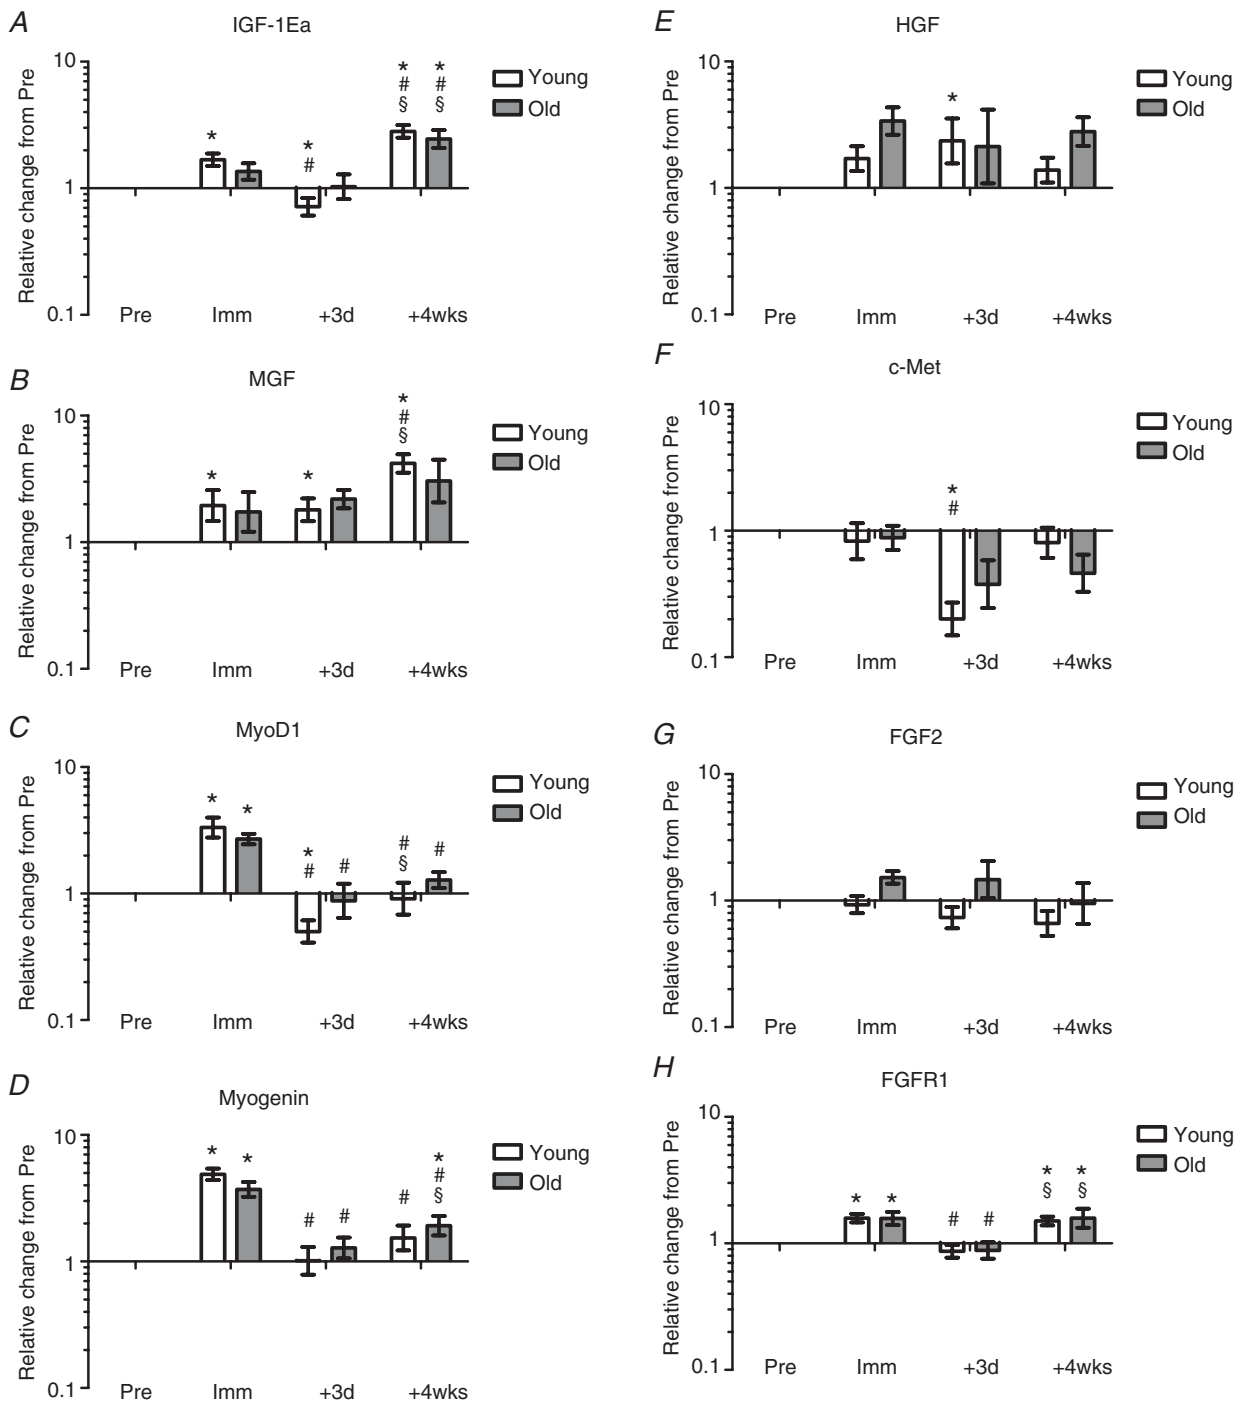 A
IGF-1Ea
Relative change from Pre
10
1
0.1
* * *
* # #
# § §
Pre Imm +3d +4wks
Young
Old
B
MGF
Relative change from Pre
10
1
0.1
* * *
#
§
Pre Imm +3d +4wks
Young
Old
C
MyoD1
Relative change from Pre
10
1
0.1
* * * # # #
# §
Pre Imm +3d +4wks
Young
Old
D
Myogenin
Relative change from Pre
10
1
0.1
* * # # # *
#
§
Pre Imm +3d +4wks
Young
Old
E
HGF
Relative change from Pre
10
1
0.1
*
Pre Imm +3d +4wks
Young
Old
F
c-Met
Relative change from Pre
10
1
0.1
*
#
Pre Imm +3d +4wks
Young
Old
G
FGF2
Relative change from Pre
10
1
0.1
Pre Imm +3d +4wks
Young
Old
H
FGFR1
Relative change from Pre
10
1
0.1
* * # # * *
§ §
Pre Imm +3d +4wks
Young
Old